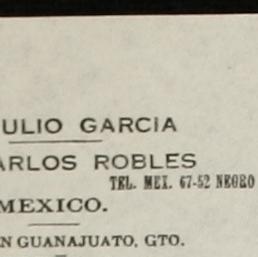 ULIO GARCIA
ARLOS ROBLES
TEL. MEX. 67-52 NEGRO
MEXICO.
N GUANAJUATO, GTO.